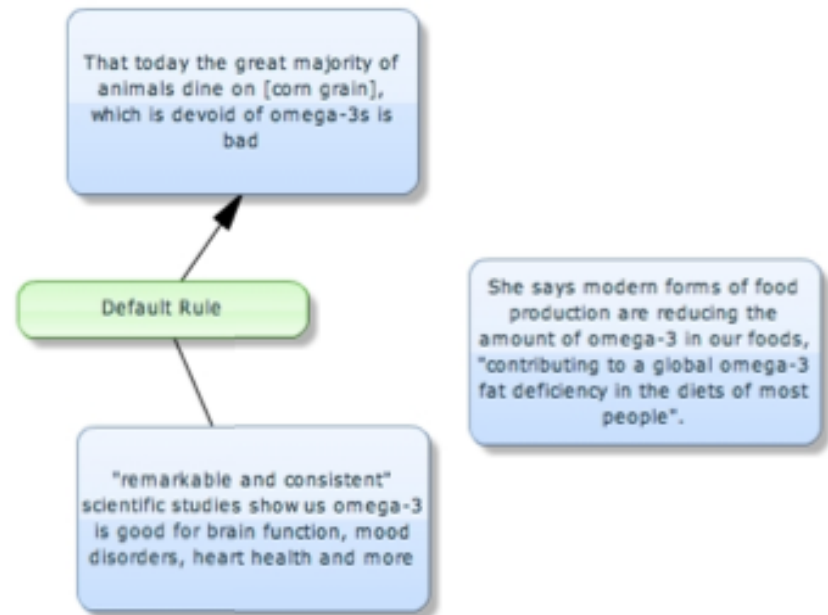 That today the great majority of
animals dine on [corn grain],
which is devoid of omega-3s is
bad
Default Rule
She says modern forms of food
production are reducing the
amount of omega-3 in our foods,
"contributing to a global omega-3
fat deficiency in the diets of most
people".
"remarkable and consistent"
scientific studies show us omega-3
is good for brain function, mood
disorders, heart health and more